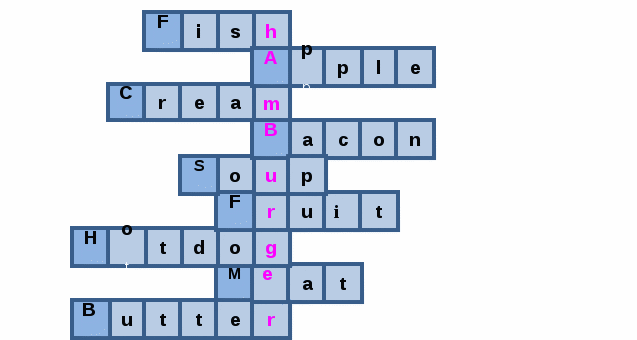 Fish
Apple
Cream
Bacon
Soup
Fruit
Hotdog
Meat
Butter